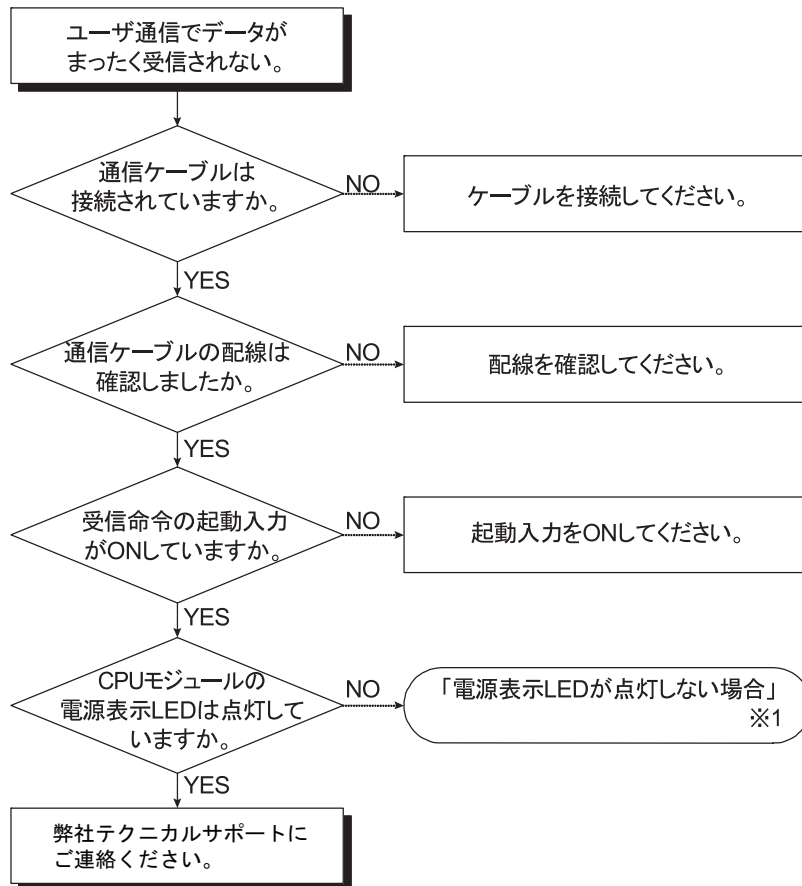 ユーザ通信でデータが
まったく受信されない。
通信ケーブルは
接続されていますか。
NO
ケーブルを接続してください。
YES
通信ケーブルの配線は
確認しましたか。
NO
配線を確認してください。
YES
受信命令の起動入力
がONしていますか。
NO
起動入力をONしてください。
YES
CPUモジュールの
電源表示LEDは点灯して
いますか。
NO
「電源表示LEDが点灯しない場合」
※1
YES
弊社テクニカルサポートに
ご連絡ください。